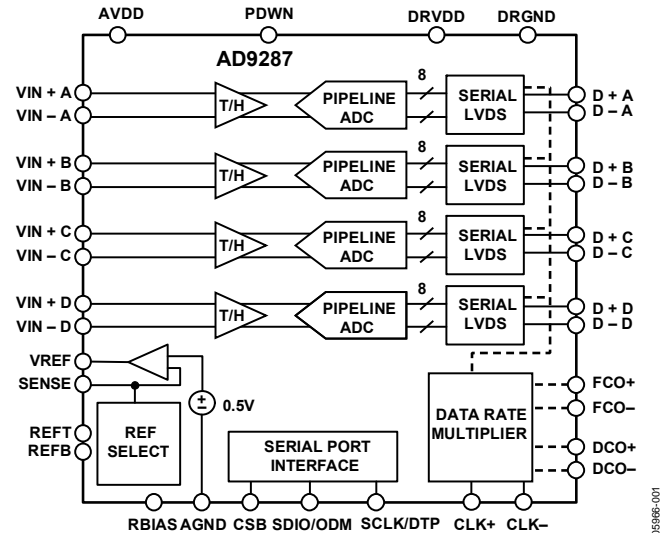 AVDD PDWN DRVDD DRGND
AD9287
VIN + A
VIN – A
T/H
PIPELINE
ADC
8
SERIAL
LVDS
D + A
D – A
VIN + B
VIN – B
T/H
PIPELINE
ADC
8
SERIAL
LVDS
D + B
D – B
VIN + C
VIN – C
T/H
PIPELINE
ADC
8
SERIAL
LVDS
D + C
D – C
VIN + D
VIN – D
T/H
PIPELINE
ADC
8
SERIAL
LVDS
D + D
D – D
VREF
SENSE
REFT
REFB
REF
SELECT
+
–
0.5V
SERIAL PORT
INTERFACE
DATA RATE
MULTIPLIER
FCO+
FCO–
DCO+
DCO–
RBIAS AGND CSB SDIO/ODM SCLK/DTP CLK+ CLK–
05966-001